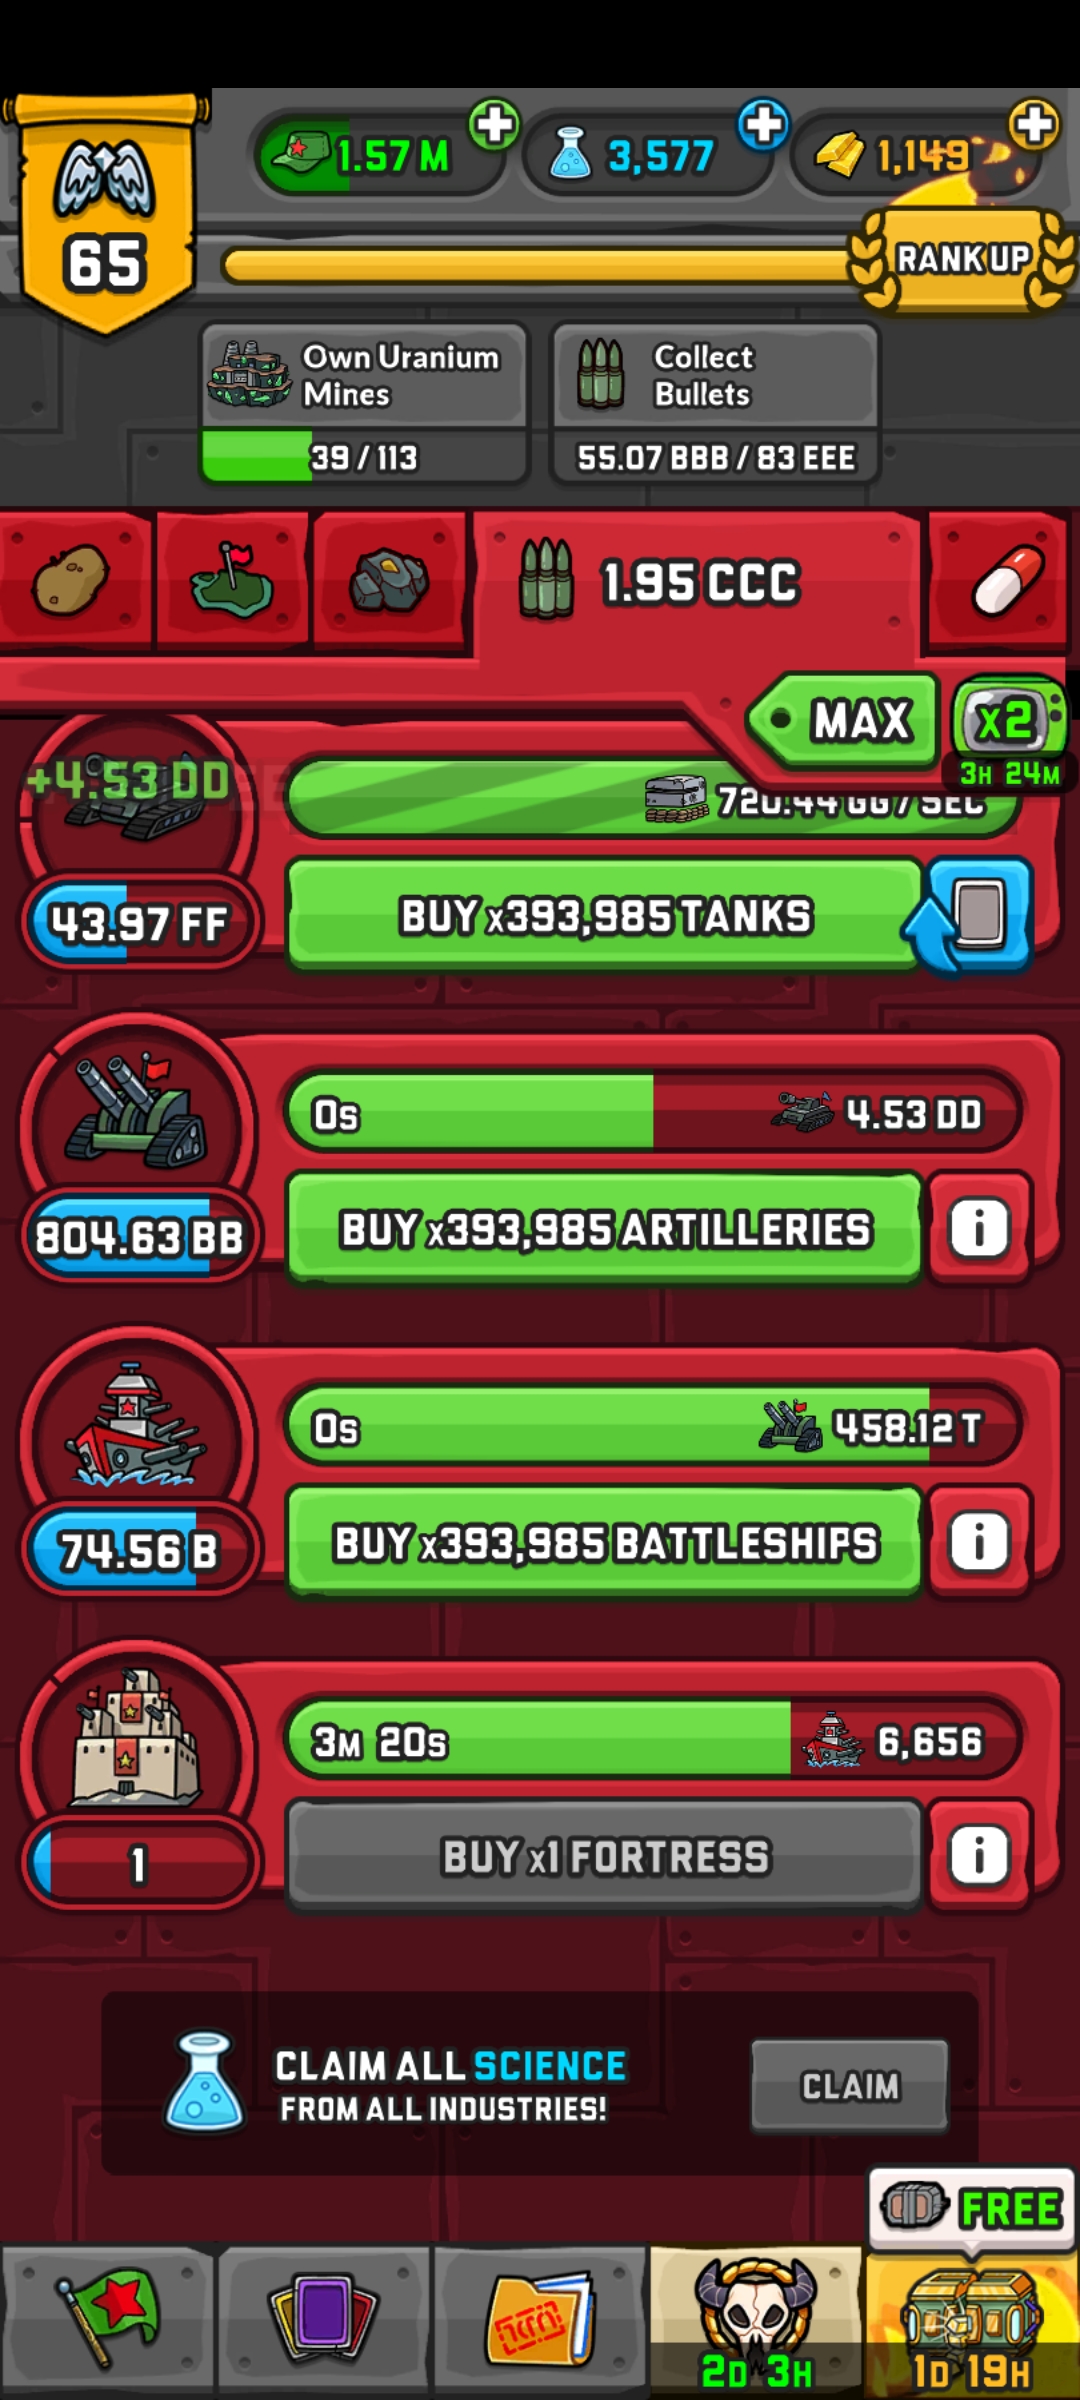 65
1.57 M
3,577
1,149
RANK UP
Own Uranium
Mines
39 / 113
Collect
Bullets
55.07 BBB / 83 EEE
1.95 CCC
MAX
X2
3H 24M
+4.53 DD
720.44 GG / SEC
43.97 FF
BUY x393,985 TANKS
0s
4.53 DD
804.63 BB
BUY x393,985 ARTILLERIES
0s
458.12 T
74.56 B
BUY x393,985 BATTLESHIPS
3M 20s
6,656
1
BUY x1 FORTRESS
CLAIM ALL SCIENCE
FROM ALL INDUSTRIES!
CLAIM
FREE
2D 3H
1D 19H